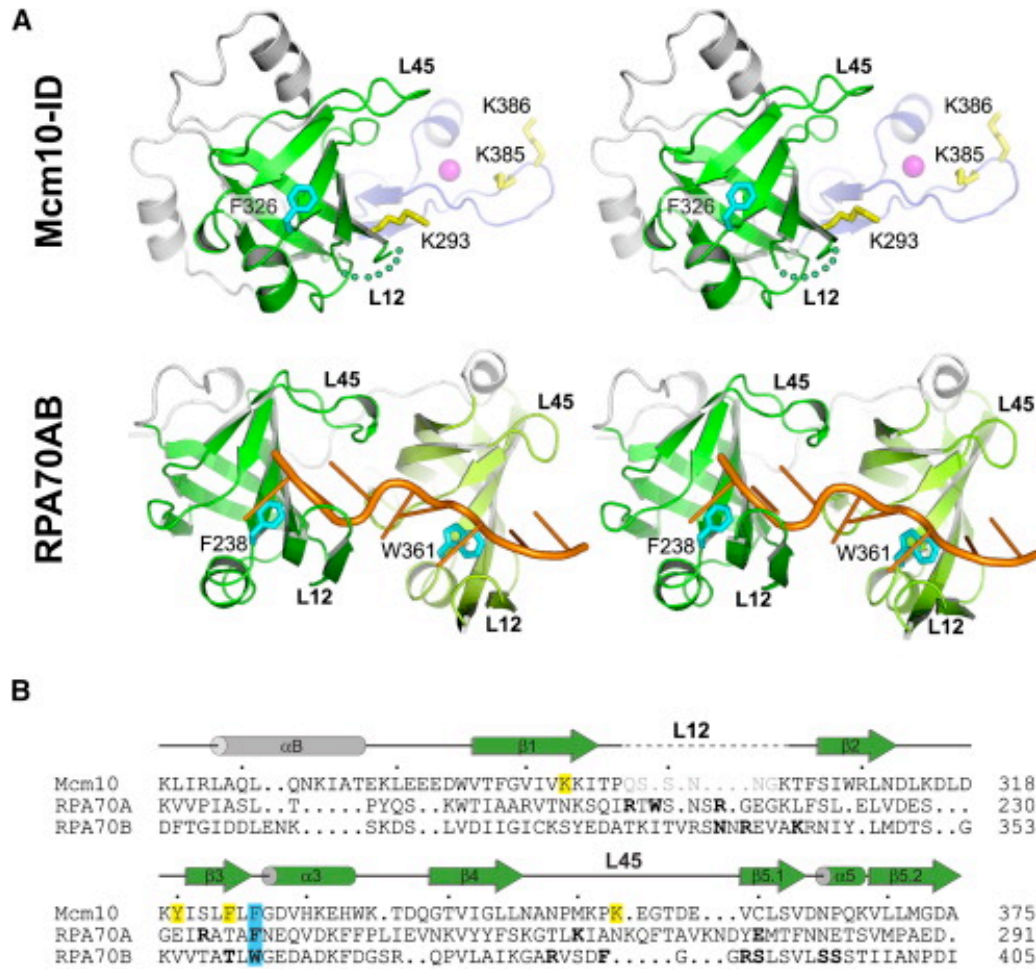 A
Mcm10-ID
L45
K386
K385
F326
K293
L12
L45
K386
K385
F326
K293
L12
RPA70AB
L45
L45
F238
W361
L12
L12
L45
L45
F238
W361
L12
L12
B
αB β1 L12 β2
Mcm10 KLIRLAQL..QNKIATEKLEEEDWVTFGVIVKKITPQS.S.N....NGKTFSIWRLNDLKDLD 318
RPA70A KVVPIASL..T....PYQS..KWTIAARVTNKSQIRTWS.NSR.GEGKLFSL.ELVDES... 230
RPA70B DFTGIDDLENK....SKDS..LVDIIGICKSYEDATKITVRSNNREVAKRNIY.LMDTS..G 353
β3 α3 β4 L45 β5.1 α5 β5.2
Mcm10 KYISLFLFGDVHKEHWK.TDQGTVIGLLNANPMKPK.EGTDE..VCLSVDNPQKVLLMGDA 375
RPA70A GEIRATAFNEQVDKFFPLIEVNKVYYFSKGTLKIANKQFTAVKNDYEMTFNNETSVMPCED 291
RPA70B KVVTATLWGEDADKFDGSR..QPVLAIKGARVSDF.....G..GRSLSVLSSSTIIANPDI 405